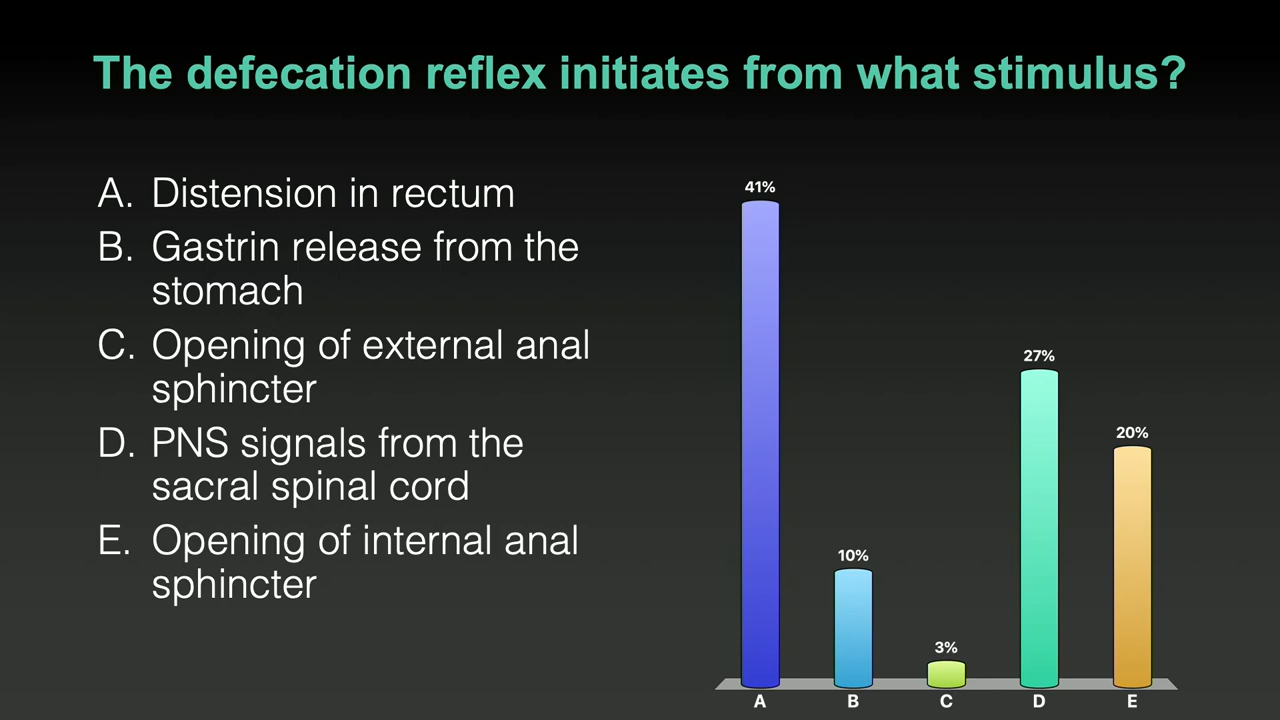 The defecation reflex initiates from what stimulus?
A. Distension in rectum
B. Gastrin release from the
stomach
C. Opening of external anal
sphincter
D. PNS signals from the
sacral spinal cord
E. Opening of internal anal
sphincter
41%
27%
20%
10%
3%
A B C D E